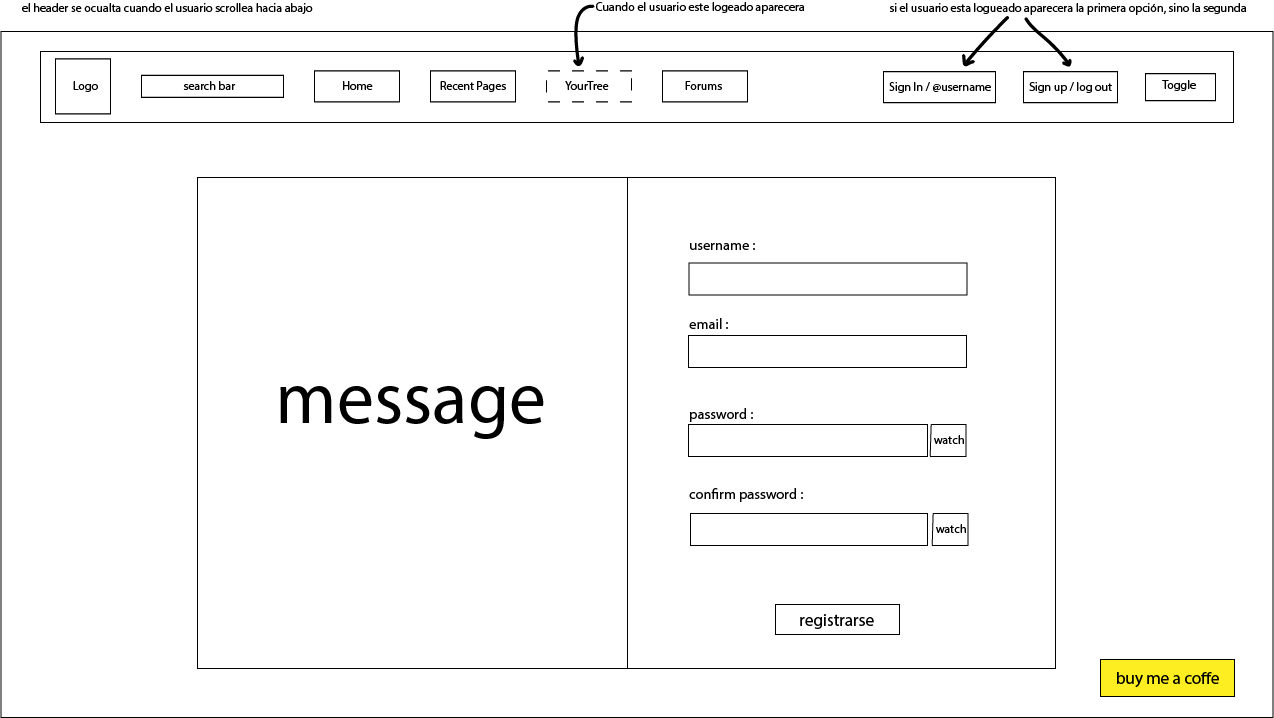 el header se ocualta cuando el usuario scrollea hacia abajo
Cuando el usuario este logeado aparecera
si el usuario esta logueado aparecera la primera opción, sino la segunda
Logo
search bar
Home
Recent Pages
YourTree
Forums
Sign In / @username
Sign up / log out
Toggle
message
username :
email :
password :
watch
confirm password :
watch
registrarse
buy me a coffe